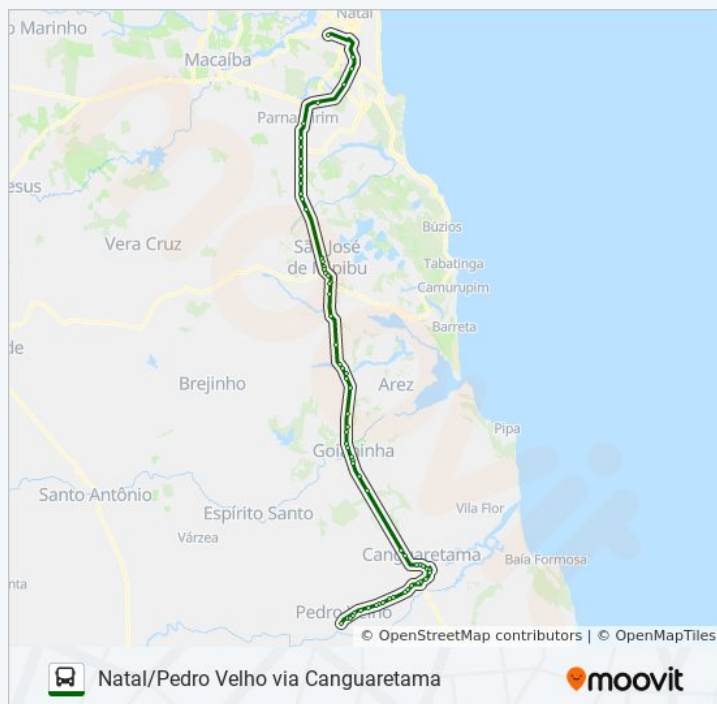 o Marinho
Natal
Macaíba
Parnamirim
esus
Vera Cruz
Búzios
São José
de Mipibu
Tabatinga
Camurupim
Barreta
de
Brejinho
Arez
Pipa
Goianinha
Santo Antônio
Espírito Santo
Vila Flor
Várzea
Canguaretama
Baía Formosa
nta
Pedro Velho
© OpenStreetMap contributors | © OpenMapTiles
Natal/Pedro Velho via Canguaretama
moovit